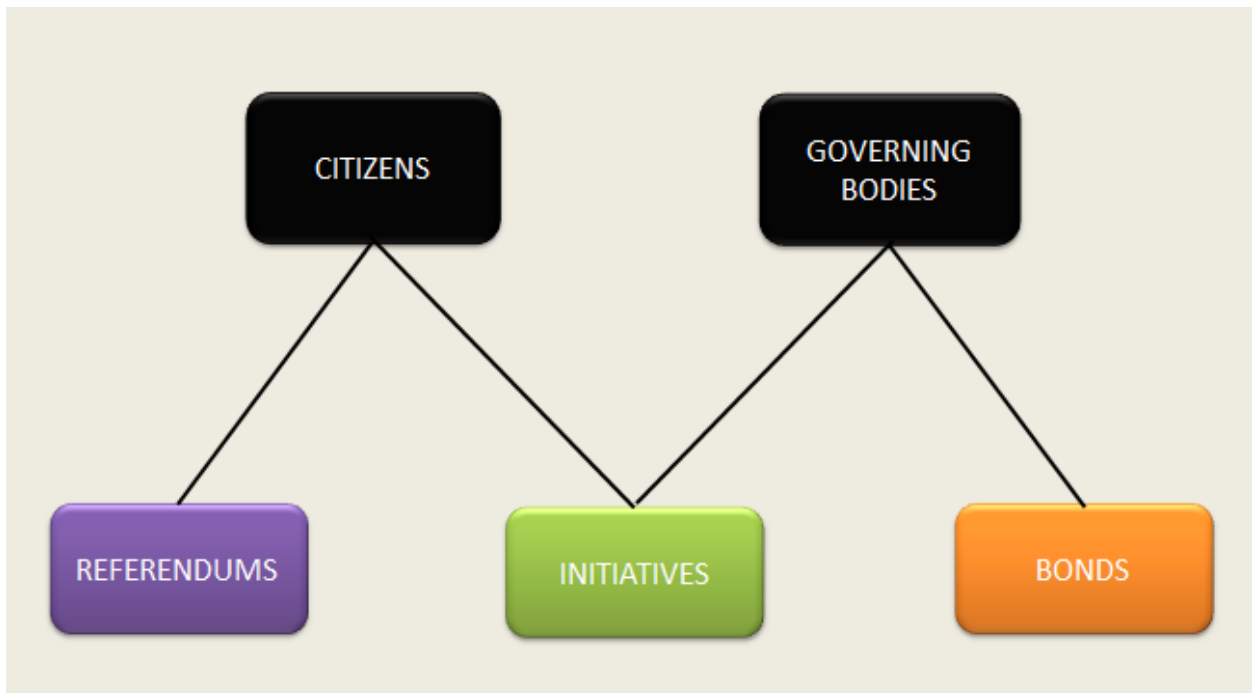 CITIZENS
GOVERNING
BODIES
REFERENDUMS
INITIATIVES
BONDS